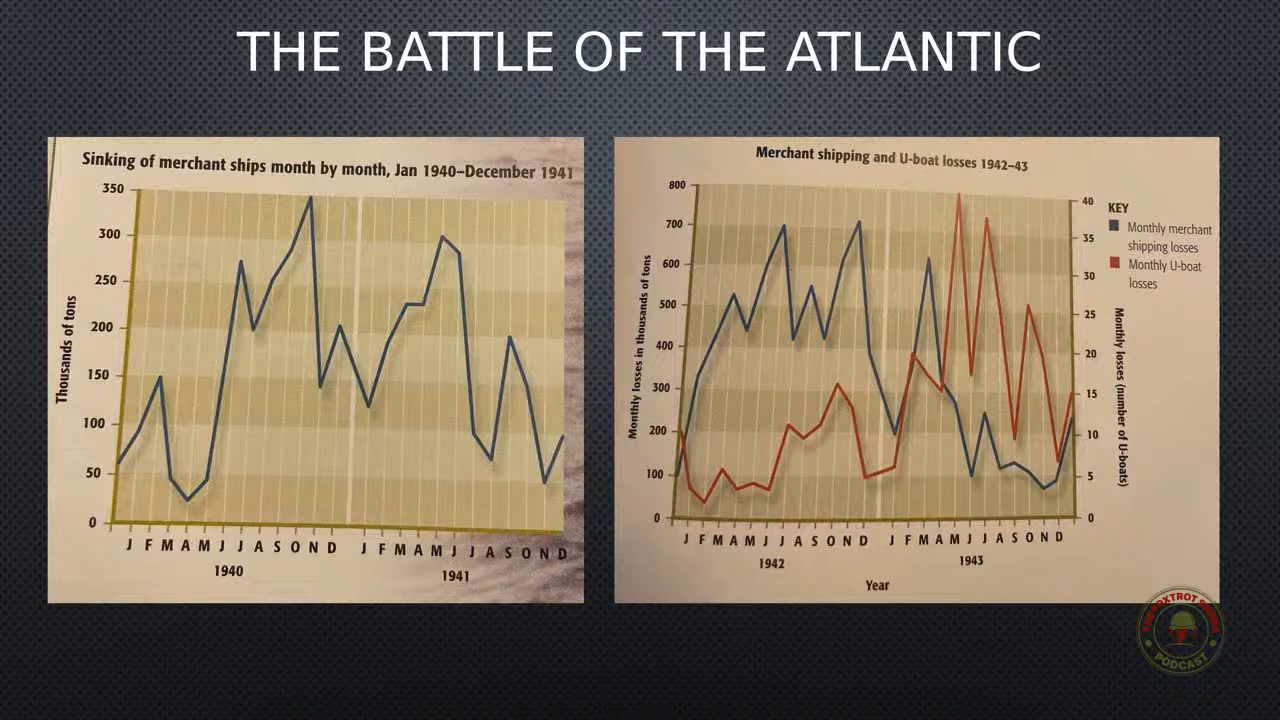 THE BATTLE OF THE ATLANTIC
Sinking of merchant ships month by month, Jan 1940–December 1941
Thousands of tons
350
300
250
200
150
100
50
0
J F M A M J J A S O N D J F M A M J J A S O N D
1940 1941
Merchant shipping and U-boat losses 1942–43
Monthly losses in thousands of tons
800
700
600
500
400
300
200
100
0
40
35
30
25
20
15
10
5
0
Monthly losses (number of U-boats)
KEY
Monthly merchant
shipping losses
Monthly U-boat
losses
J F M A M J J A S O N D J F M A M J J A S O N D
1942 1943
Year
PODCAST